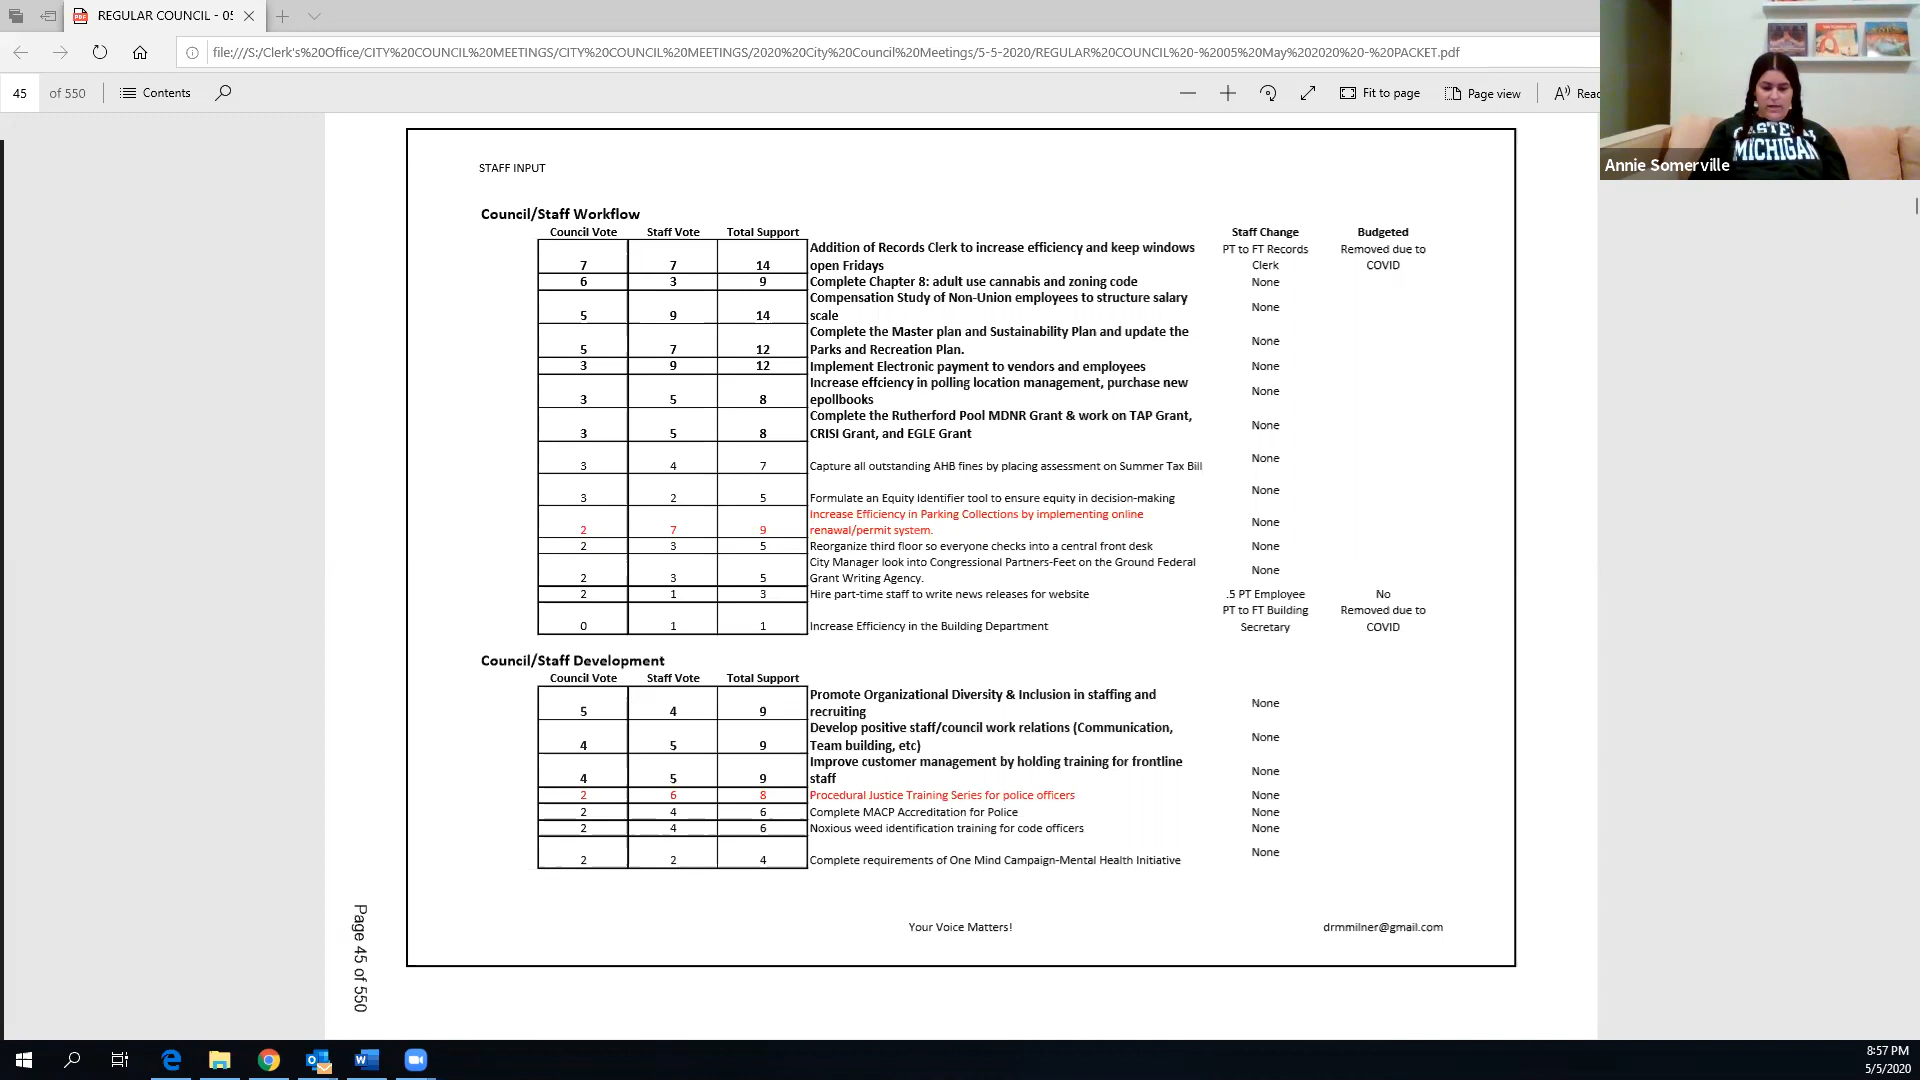 REGULAR COUNCIL - 05
file:///S:/Clerk's%20Office/CITY%20COUNCIL%20MEETINGS/CITY%20COUNCIL%20MEETINGS/2020%20City%20Council%20Meetings/5-5-2020/REGULAR%20COUNCIL%20-%2005%20May%202020%20-%20PACKET.pdf
45 of 550 Contents Fit to page Page view Read
EASTERN
MICHIGAN
Annie Somerville
STAFF INPUT
Council/Staff Workflow
Council Vote Staff Vote Total Support Staff Change Budgeted
Addition of Records Clerk to increase efficiency and keep windows PT to FT Records Removed due to
7 7 14 open Fridays Clerk COVID
6 3 9 Complete Chapter 8: adult use cannabis and zoning code None
Compensation Study of Non-Union employees to structure salary
5 9 14 scale None
Complete the Master plan and Sustainability Plan and update the
5 7 12 Parks and Recreation Plan. None
3 9 12 Implement Electronic payment to vendors and employees None
Increase effciency in polling location management, purchase new
3 5 8 epollbooks None
Complete the Rutherford Pool MDNR Grant & work on TAP Grant,
3 5 8 CRISI Grant, and EGLE Grant None
3 4 7 Capture all outstanding AHB fines by placing assessment on Summer Tax Bill None
3 2 5 Formulate an Equity Identifier tool to ensure equity in decision-making None
Increase Efficiency in Parking Collections by implementing online
2 7 9 renawal/permit system. None
2 3 5 Reorganize third floor so everyone checks into a central front desk None
City Manager look into Congressional Partners-Feet on the Ground Federal
2 3 5 Grant Writing Agency. None
2 1 3 Hire part-time staff to write news releases for website .5 PT Employee No
PT to FT Building Removed due to
0 1 1 Increase Efficiency in the Building Department Secretary COVID
Council/Staff Development
Council Vote Staff Vote Total Support
Promote Organizational Diversity & Inclusion in staffing and
5 4 9 recruiting None
Develop positive staff/council work relations (Communication,
4 5 9 Team building, etc) None
Improve customer management by holding training for frontline
4 5 9 staff None
2 6 8 Procedural Justice Training Series for police officers None
2 4 6 Complete MACP Accreditation for Police None
2 4 6 Noxious weed identification training for code officers None
2 2 4 Complete requirements of One Mind Campaign-Mental Health Initiative None
Your Voice Matters! drmmilner@gmail.com
Page 45 of 550
8:57 PM
5/5/2020